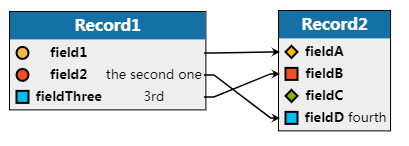 Record1
field1
field2 the second one
fieldThree 3rd
Record2
fieldA
fieldB
fieldC
fieldD fourth